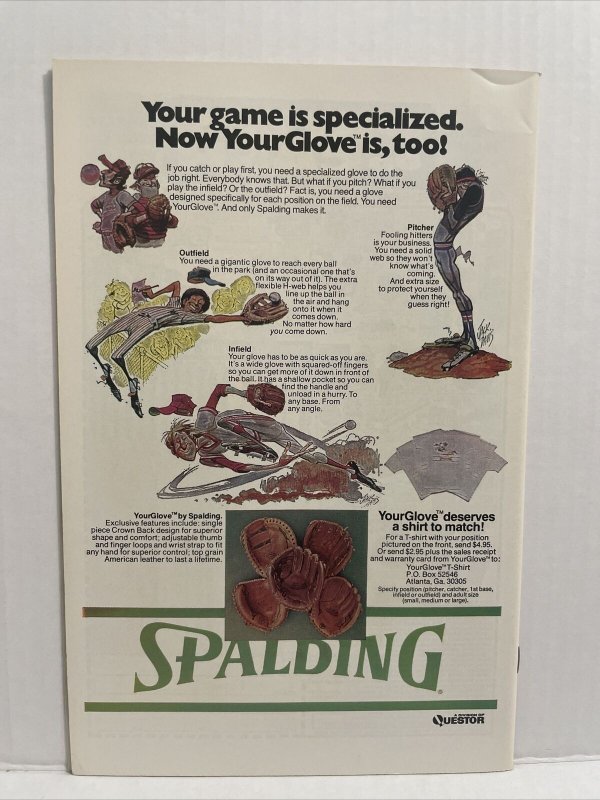 Your game is specialized.
Now YourGlove™ is, too!
If you catch or play first, you need a specialized glove to do the
job right. Everybody knows that. But what if you pitch? What if you
play the infield? Or the outfield? Fact is, you need a glove
designed specifically for each position on the field. You need
YourGlove™. And only Spalding makes it.
Pitcher
Fooling hitters
is your business.
You need a solid
web so they won't
know what's
coming.
And extra size
to protect yourself
when they
guess right!
Outfield
You need a gigantic glove to reach every ball
in the park (and an occasional one that's
on its way out of it). The extra
flexible H-web helps you
line up the ball in
the air and hang
onto it when it
comes down.
No matter how hard
you come down.
Infield
Your glove has to be as quick as you are.
It's a wide glove with squared-off fingers
so you can get more of it down in front of
the ball. It has a shallow pocket so you can
find the handle and
unload in a hurry. To
any base. From
any angle.
YourGlove™ by Spalding.
Exclusive features include: single
piece Crown Back design for superior
shape and comfort; adjustable thumb
and finger loops and wrist strap to fit
any hand for superior control; top grain
American leather to last a lifetime.
YourGlove™ deserves
a shirt to match!
For a T-shirt with your position
pictured on the front, send $4.95.
Or send $2.95 plus the sales receipt
and warranty card from YourGlove™ to:
YourGlove™ T-Shirt
P.O. Box 52546
Atlanta, Ga. 30305
Specify position (pitcher, catcher, 1st base,
infield or outfield) and adult size
(small, medium or large).
SPALDING®
A DIVISION OF
QUESTOR